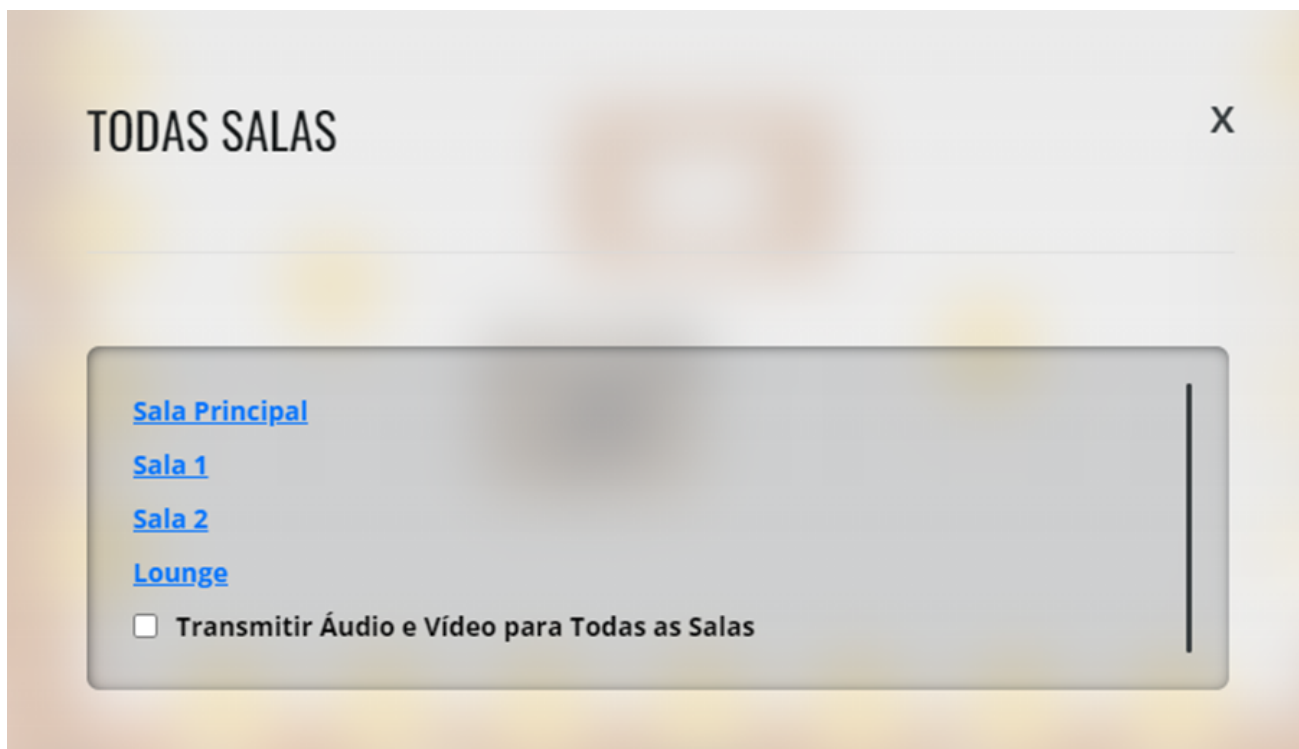 TODAS SALAS
X
Sala Principal
Sala 1
Sala 2
Lounge
Transmitir Áudio e Vídeo para Todas as Salas